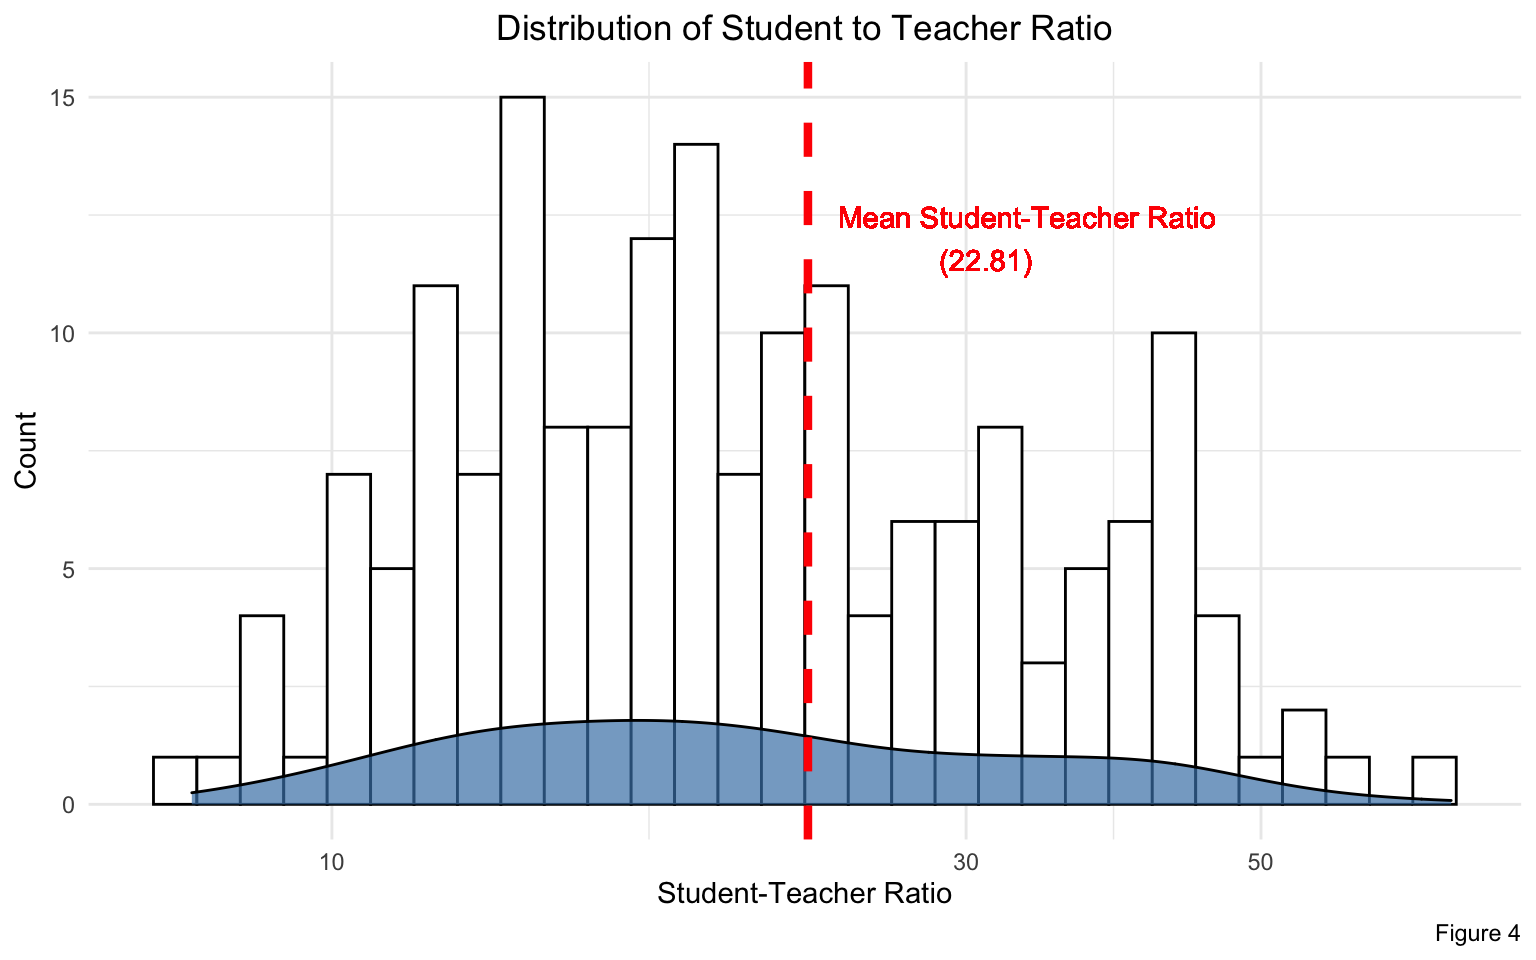 Distribution of Student to Teacher Ratio
15
10
5
0
Count
Mean Student-Teacher Ratio
(22.81)
10
30
50
Student-Teacher Ratio
Figure 4